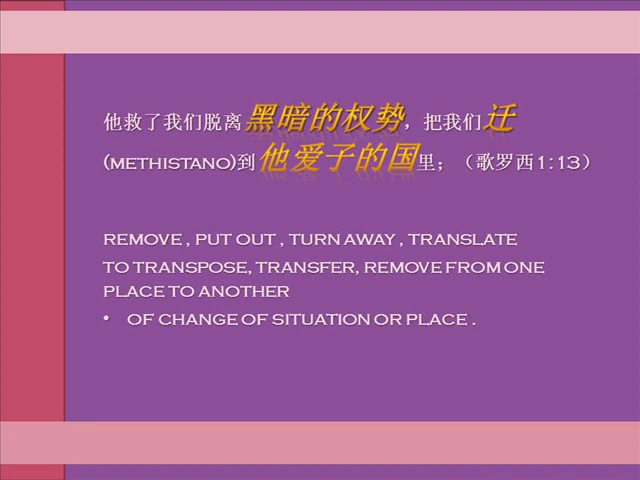 他救了我们脱离黑暗的权势，把我们迁
(METHISTANO)到他爱子的国里；（歌罗西1:13）
REMOVE , PUT OUT , TURN AWAY , TRANSLATE
TO TRANSPOSE, TRANSFER, REMOVE FROM ONE
PLACE TO ANOTHER
• OF CHANGE OF SITUATION OR PLACE .